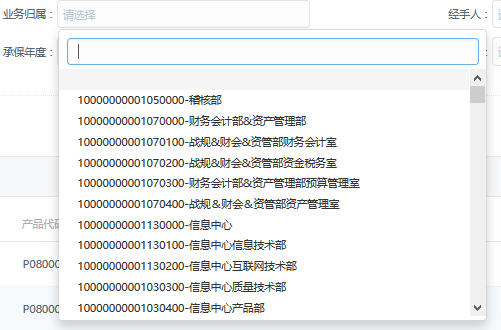 业务归属： 请选择 经手人：
承保年度：
10000000001050000-稽核部
10000000001070000-财务会计部&资产管理部
10000000001070100-战规&财会&资管部财务会计室
10000000001070200-战规&财会&资管部资金税务室
10000000001070300-财务会计部&资产管理部预算管理室
10000000001070400-战规＆财会＆资管部资产管理室
10000000001130000-信息中心
产品代码
10000000001130100-信息中心信息技术部
P08000
10000000001130200-信息中心互联网技术部
10000000001030300-信息中心质量技术部
P08000
10000000001030400-信息中心产品部